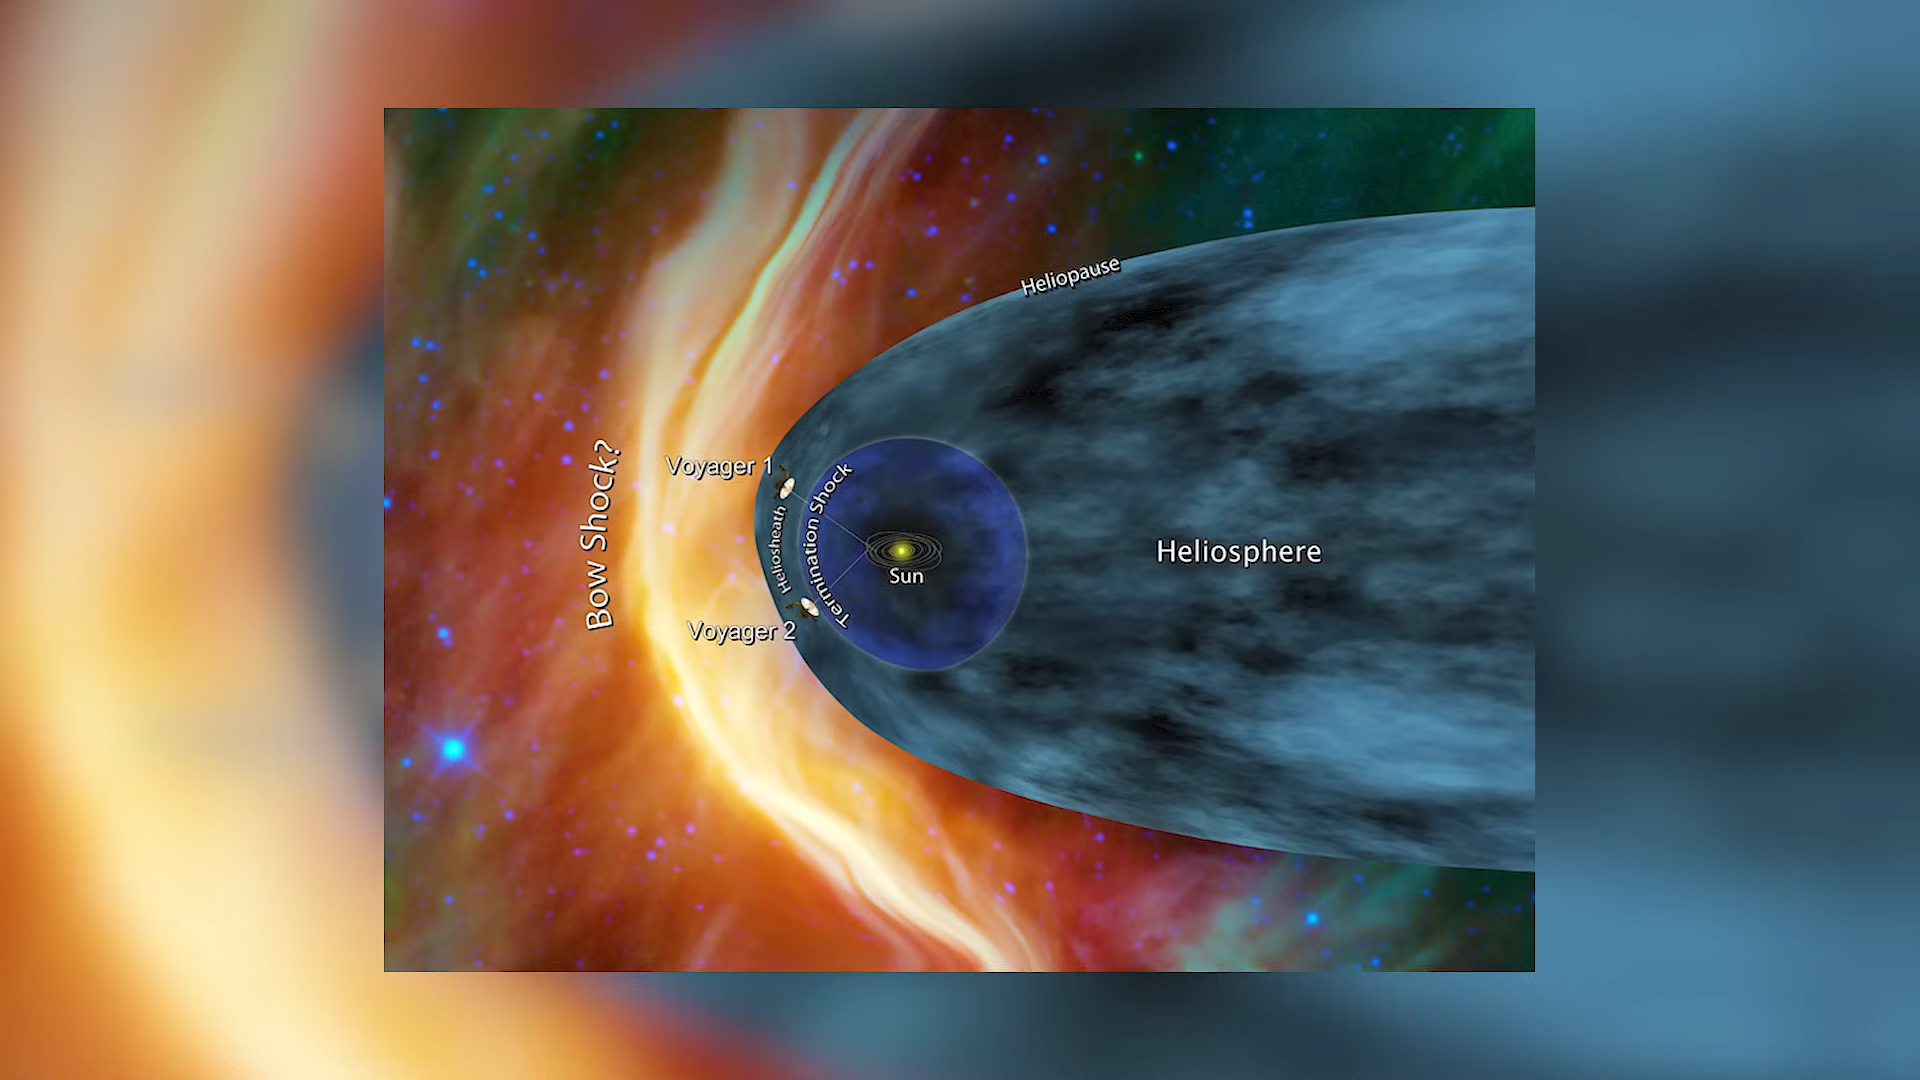 Heliopause
Bow Shock?
Voyager 1
Termination Shock
Heliosheath
Heliosphere
Sun
Voyager 2